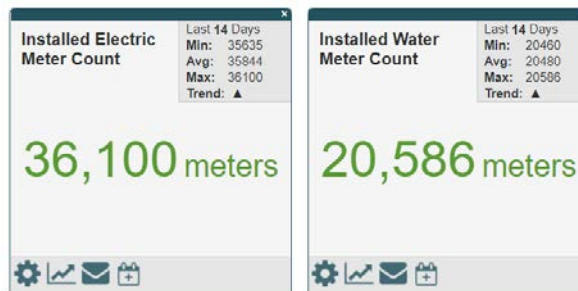 Installed Electric
Meter Count
Last 14 Days
Min: 35635
Avg: 35844
Max: 36100
Trend: ▲
36,100 meters
Installed Water
Meter Count
Last 14 Days
Min: 20460
Avg: 20480
Max: 20586
Trend: ▲
20,586 meters